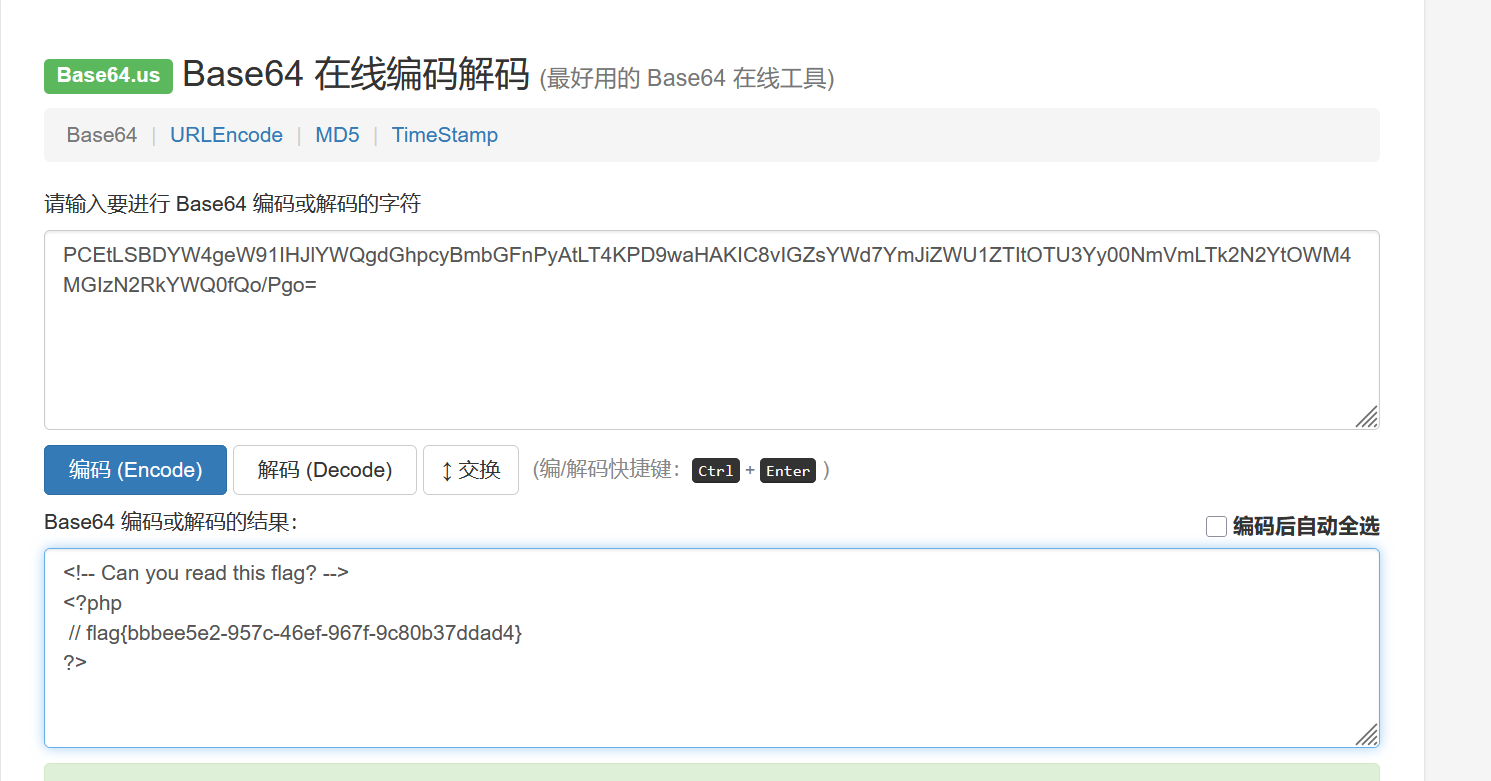 Base64.us Base64 在线编码解码 (最好用的 Base64 在线工具)
Base64 | URLEncode | MD5 | TimeStamp
请输入要进行 Base64 编码或解码的字符
PCEtLSBDYW4geW91IHJlYWQgdGhpcyBmbGFnPyAtLT4KPD9waHAKIC8vIGZsYWd7YmJiZWU1ZTItOTU3Yy00NmVmLTk2N2YtOWM4
MGIzN2RkYWQ0fQo/Pgo=
编码 (Encode) 解码 (Decode) ↕ 交换 (编/解码快捷键： Ctrl + Enter )
Base64 编码或解码的结果：
编码后自动全选
<!-- Can you read this flag? -->
<?php
// flag{bbbee5e2-957c-46ef-967f-9c80b37ddad4}
?>